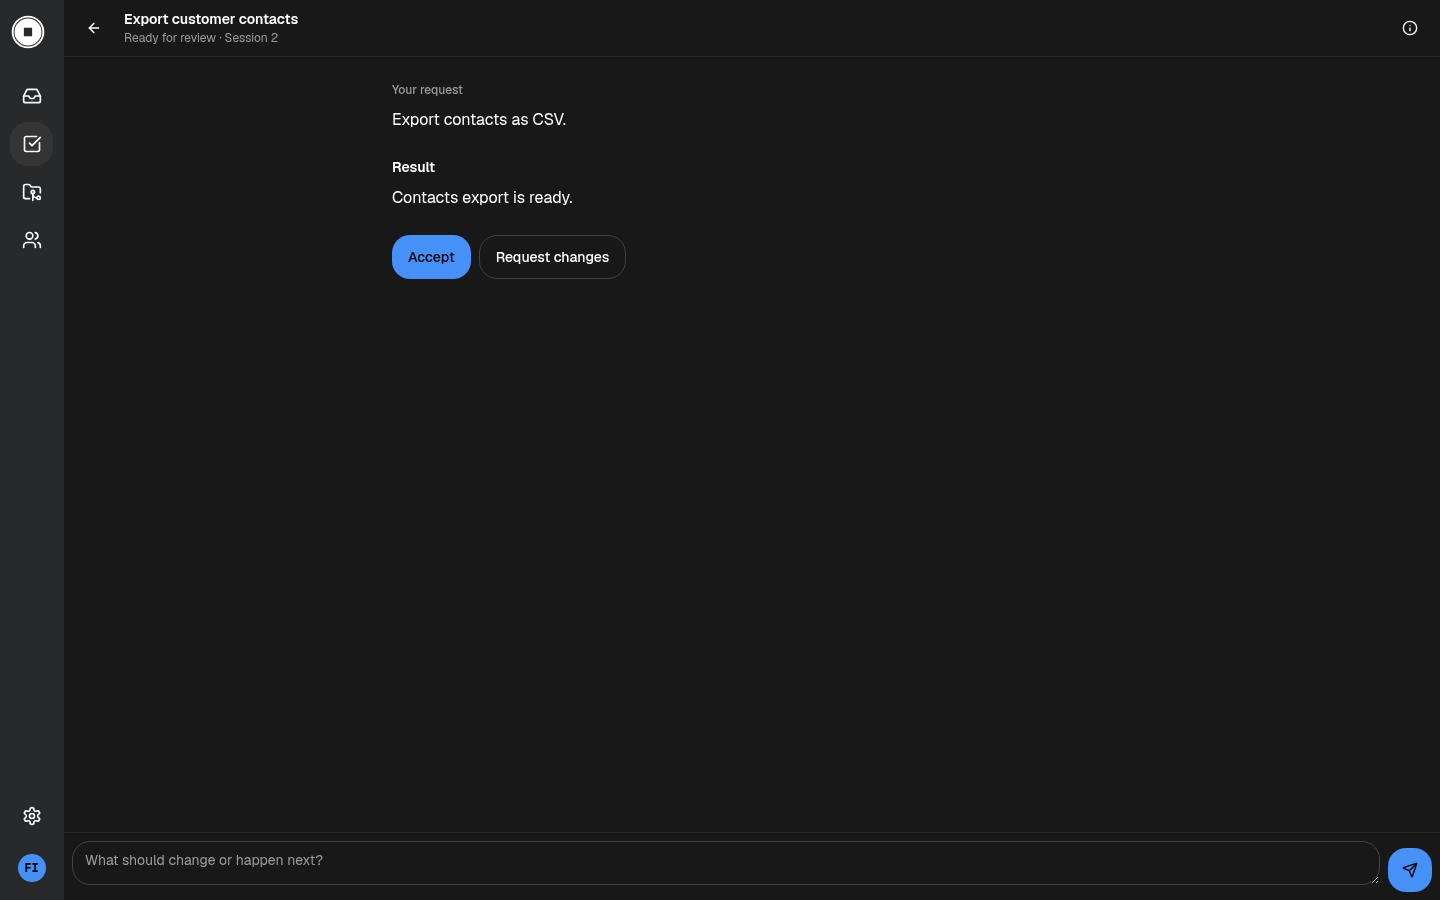 Export customer contacts
Ready for review · Session 2
Your request
Export contacts as CSV.
Result
Contacts export is ready.
Accept
Request changes
FI
What should change or happen next?